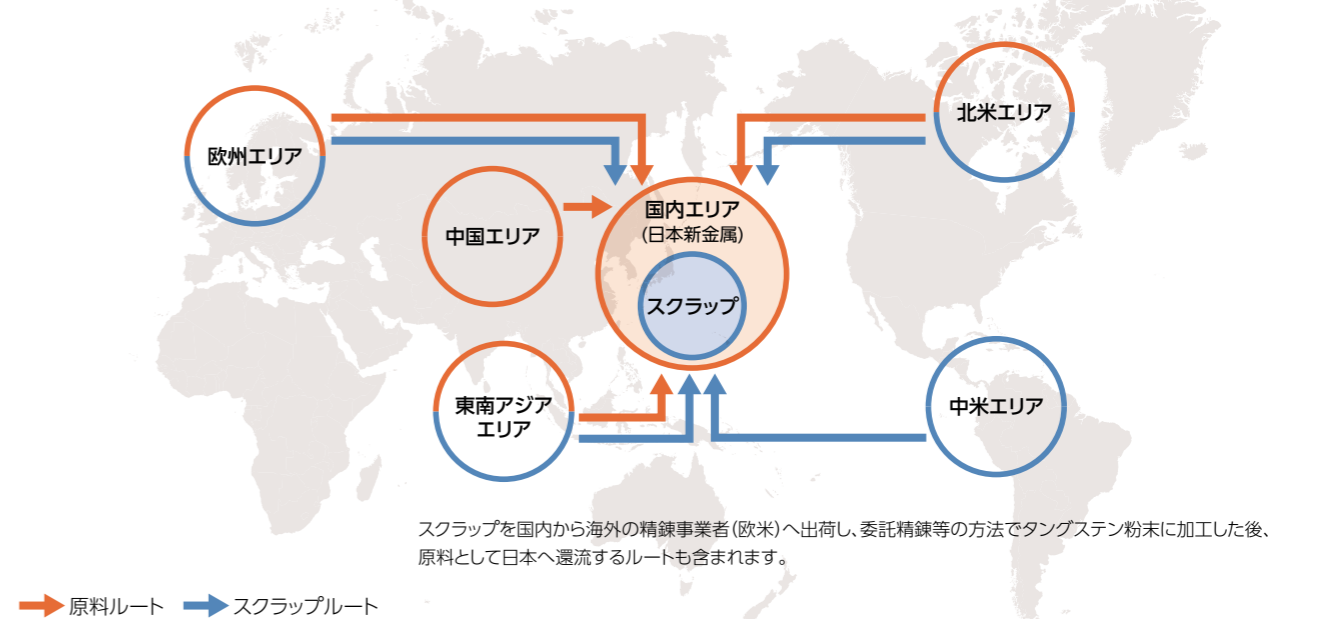 北米エリア
欧州エリア
国内エリア
(日本新金属)
中国エリア
スクラップ
東南アジア
エリア
中米エリア
スクラップを国内から海外の精錬事業者(欧米)へ出荷し、委託精錬等の方法でタングステン粉末に加工した後、
原料として日本へ還流するルートも含まれます。
原料ルート スクラップルート